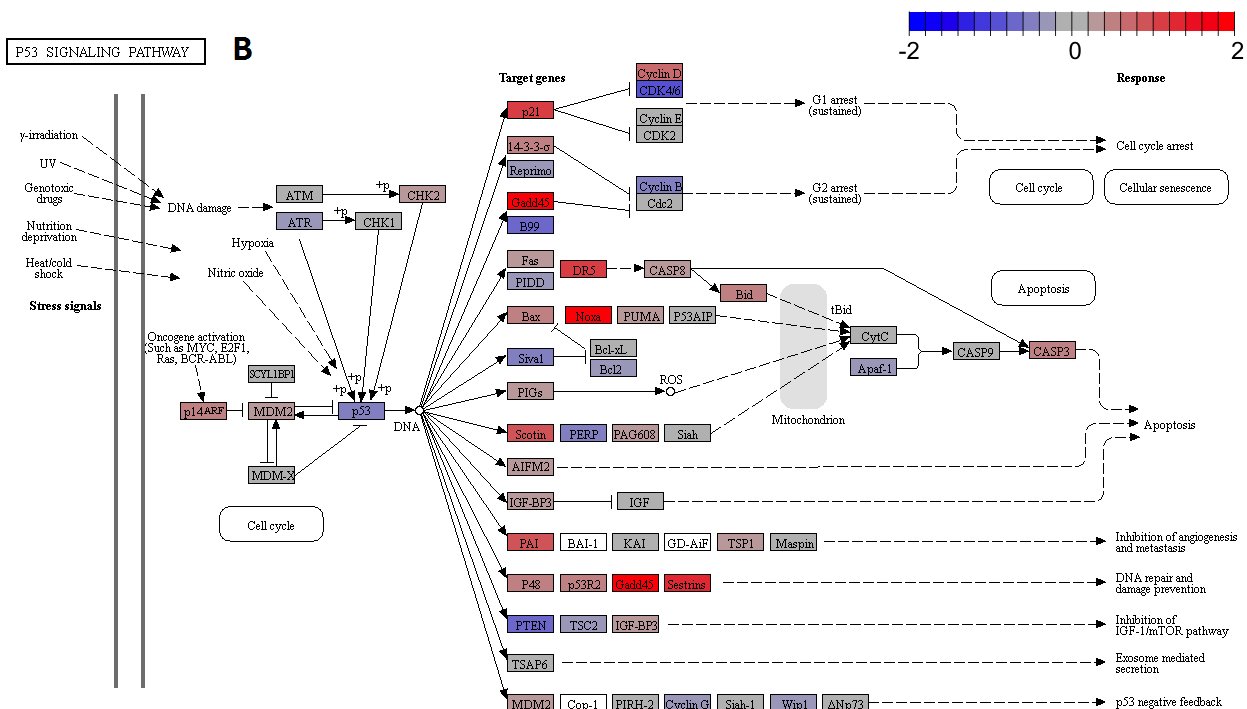 P53 SIGNALING PATHWAY
B
-2 0 2
Target genes
Response
γ-irradiation
UV
Genotoxic
drugs
Nutrition
deprivation
Heat/cold
shock
Stress signals
DNA damage
ATM
+p
CHK2
ATR
+p
CHK1
Hypoxia
Nitric oxide
Oncogene activation
(Such as MYC, E2F1,
Ras, BCR-ABL)
SCYL1BP1
+p
+p
+p
p14ARF
MDM2
p53
DNA
MDM-X
Cell cycle
p21
Cyclin D
CDK4/6
Cyclin E
CDK2
G1 arrest
(sustained)
14-3-3-σ
Reprimo
Gadd45
B99
Cyclin B
Cdc2
G2 arrest
(sustained)
Cell cycle arrest
Cell cycle
Cellular senescence
Fas
PIDD
DR5
CASP8
Bid
tBid
Bax
Noxa
PUMA
P53AIP
Siva1
Bcl-xL
Bcl2
CytC
Apaf-1
CASP9
CASP3
Apoptosis
PIGs
ROS
Mitochondrion
Scotin
PERP
PAG608
Siah
Apoptosis
AIFM2
IGF-BP3
IGF
PAI
BAI-1
KAI
GD-AiF
TSP1
Maspin
Inhibition of angiogenesis
and metastasis
P48
p53R2
Gadd45
Sestrins
DNA repair and
damage prevention
PTEN
TSC2
IGF-BP3
Inhibition of
IGF-1/mTOR pathway
TSAP6
Exosome mediated
secretion
MDM2
Cop-1
PIRH-2
Cyclin G
Siah-1
Wip1
ΔNp73
p53 negative feedback